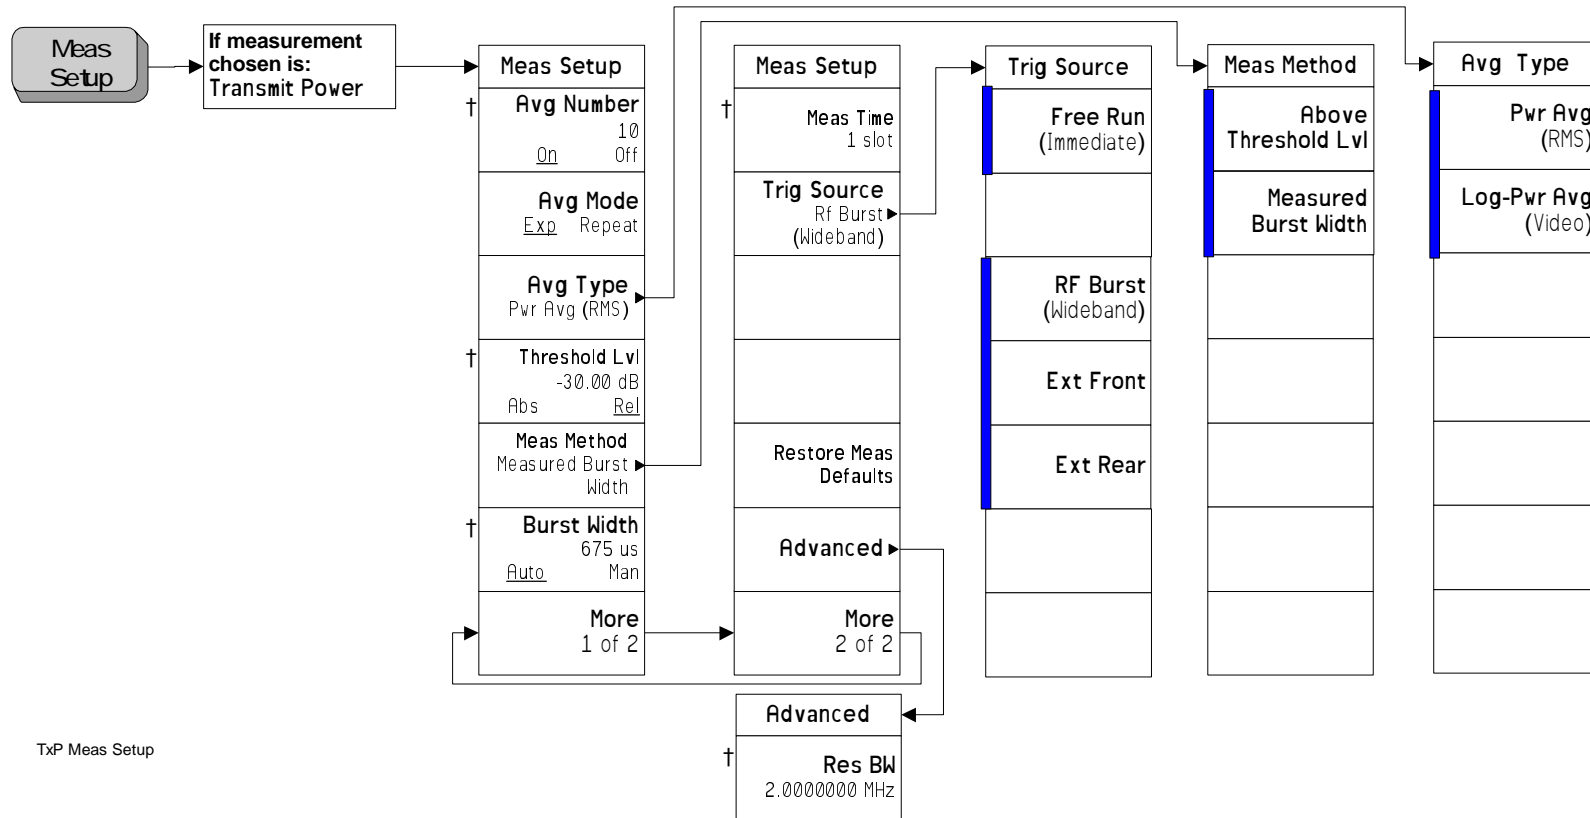 Meas
Setup
If measurement
chosen is:
Transmit Power
Meas Setup
† Avg Number
10
On Off
Avg Mode
Exp Repeat
Avg Type
Pwr Avg (RMS)
† Threshold Lvl
-30.00 dB
Abs Rel
Meas Method
Measured Burst
Width
† Burst Width
675 us
Auto Man
More
1 of 2
Meas Setup
† Meas Time
1 slot
Trig Source
Rf Burst
(Wideband)
Restore Meas
Defaults
Advanced
More
2 of 2
Advanced
† Res BW
2.0000000 MHz
Trig Source
Free Run
(Immediate)
RF Burst
(Wideband)
Ext Front
Ext Rear
Meas Method
Above
Threshold Lvl
Measured
Burst Width
Avg Type
Pwr Avg
(RMS)
Log-Pwr Avg
(Video)
TxP Meas Setup